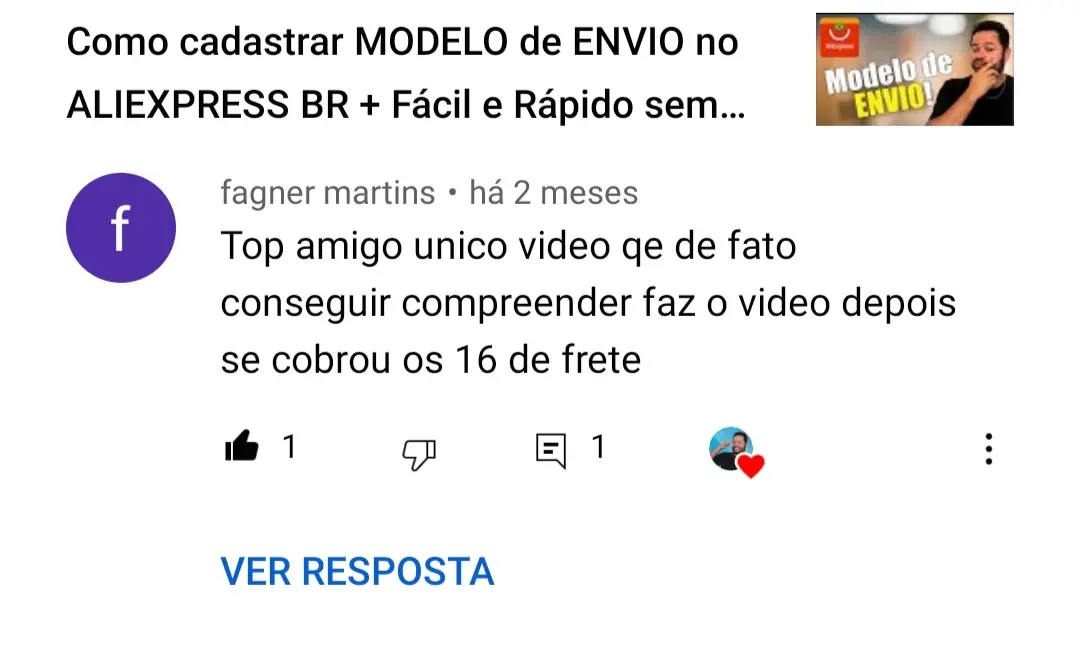 Como cadastrar MODELO de ENVIO no
ALIEXPRESS BR + Fácil e Rápido sem...
AliExpress
Modelo de
ENVIO!
f
fagner martins • há 2 meses
Top amigo unico video qe de fato
conseguir compreender faz o video depois
se cobrou os 16 de frete
1
1
VER RESPOSTA